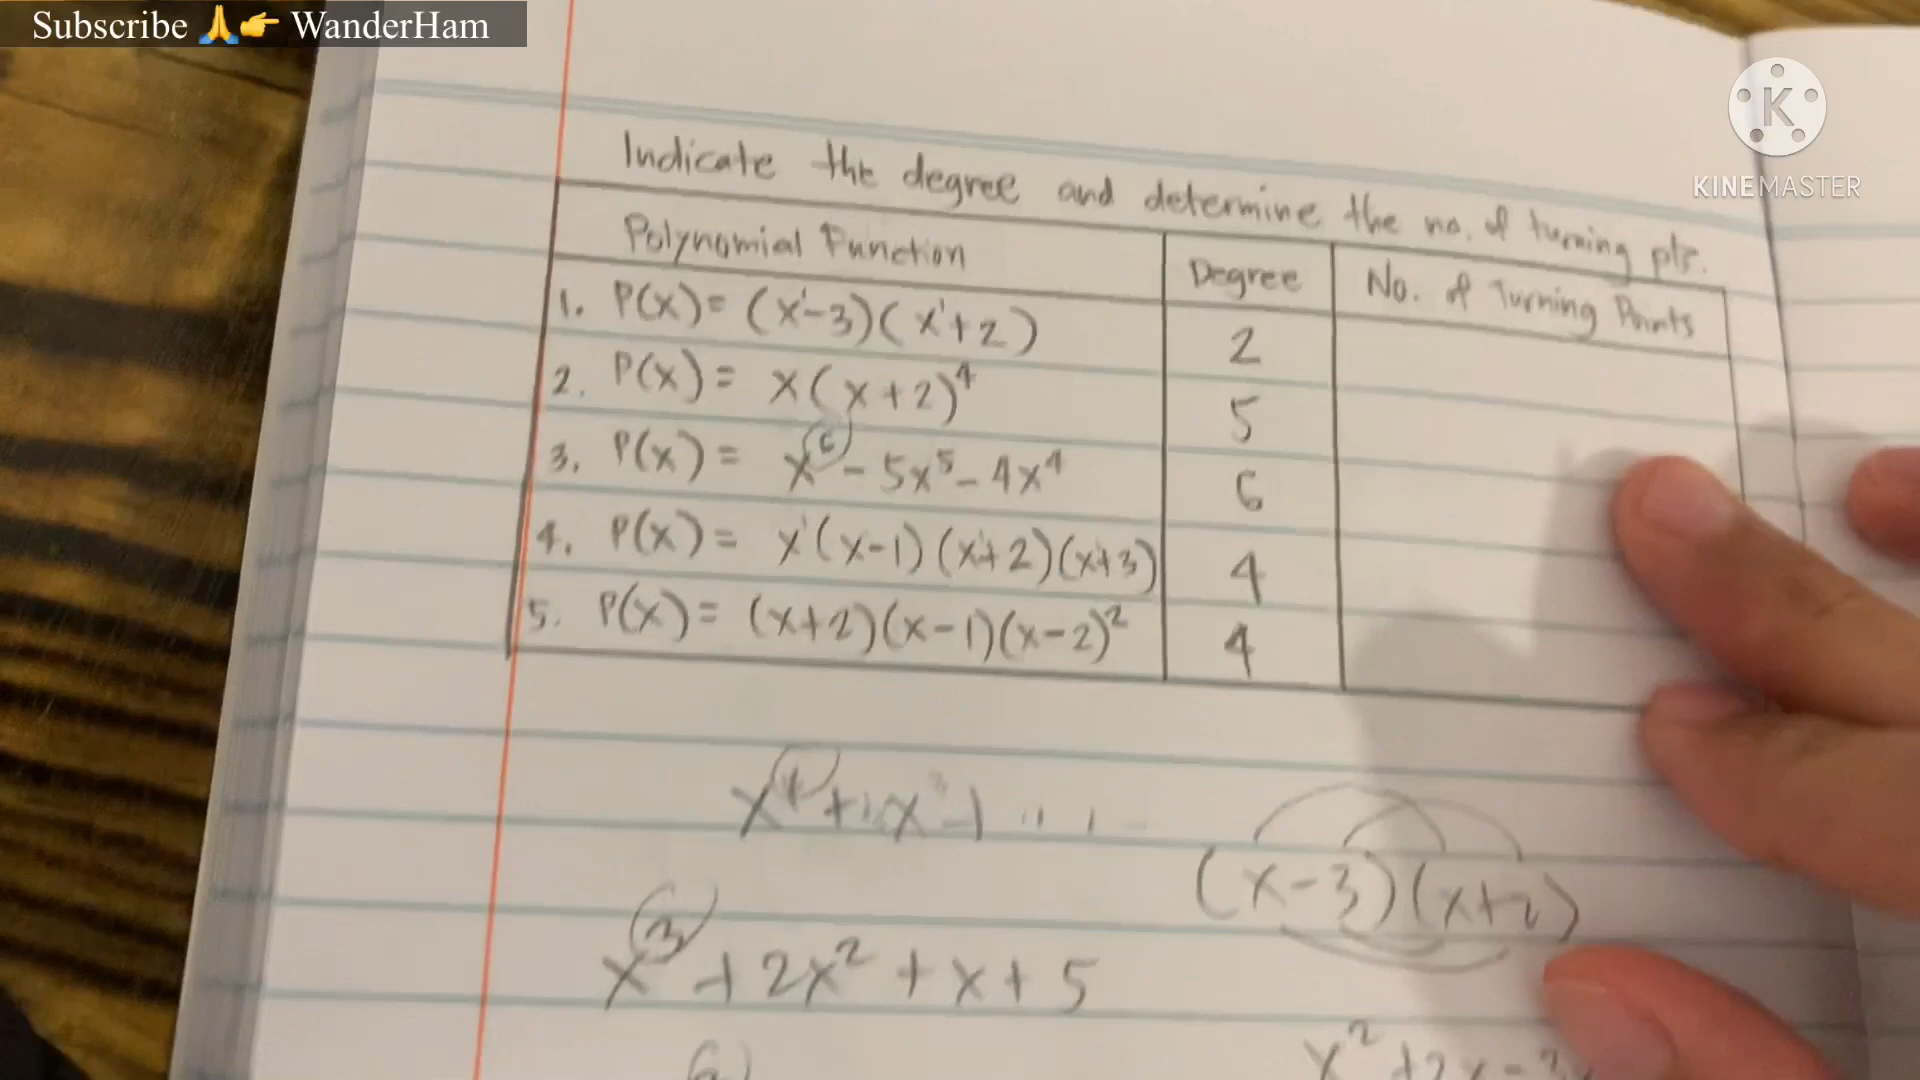 Subscribe 🙏👉 WanderHam
KINEMASTER
Indicate the degree and determine the no. of turning pts.
Polynomial Function Degree No. of Turning Points
1. P(x) = (x¹-3)(x¹+2) 2
2. P(x) = x(x+2)⁴ 5
3. P(x) = x⁶ - 5x⁵ - 4x⁴ 6
4. P(x) = x¹(x-1)(x+2)(x+3) 4
5. P(x) = (x+2)(x-1)(x-2)² 4
(x-3)(x+2)
x³ + 2x² + x + 5